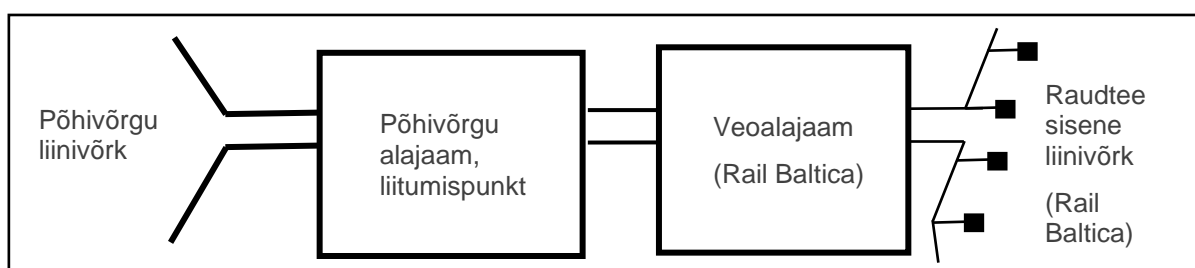 Põhivõrgu
liinivõrk
Põhivõrgu
alajaam,
liitumispunkt
Veoalajaam
(Rail Baltica)
Raudtee
sisene
liinivõrk
(Rail
Baltica)